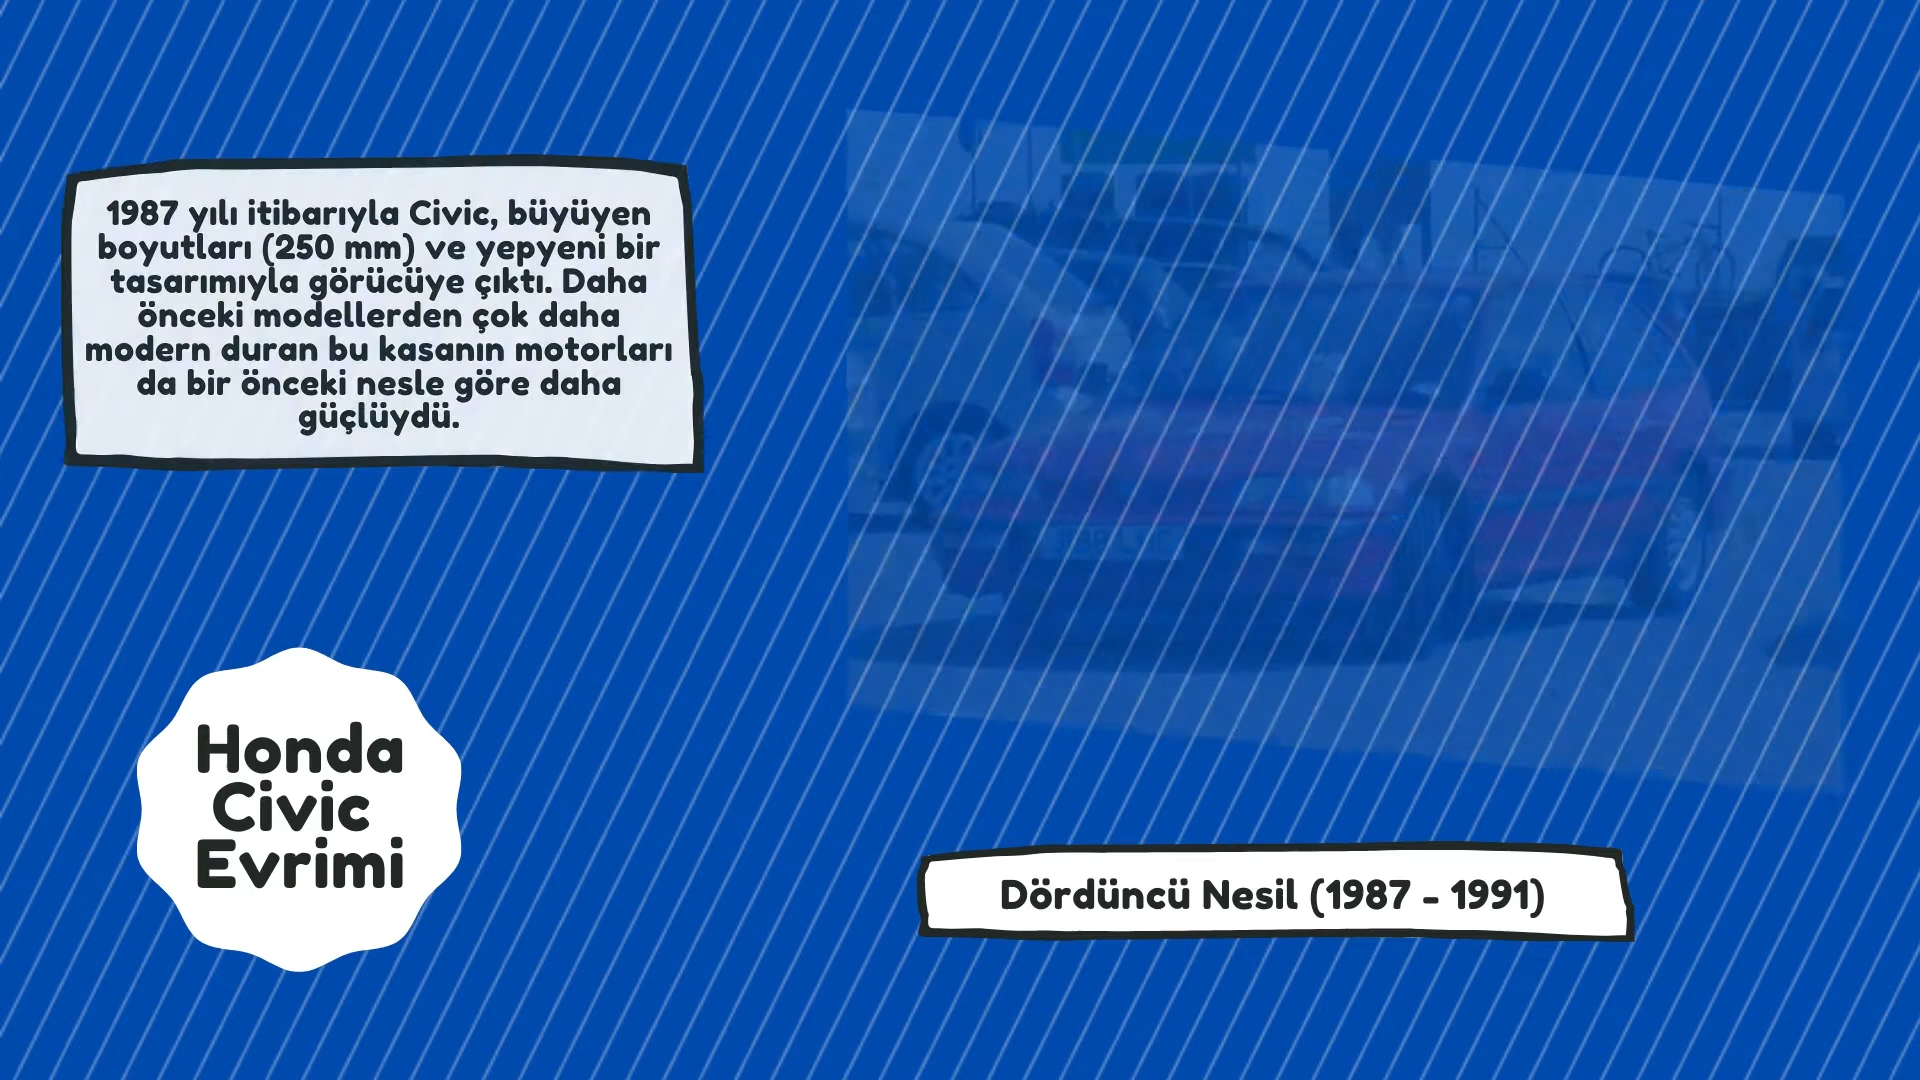 1987 yılı itibarıyla Civic, büyüyen
boyutları (250 mm) ve yepyeni bir
tasarımıyla görücüye çıktı. Daha
önceki modellerden çok daha
modern duran bu kasanın motorları
da bir önceki nesle göre daha
güçlüydü.
Honda
Civic
Evrimi
Dördüncü Nesil (1987 - 1991)